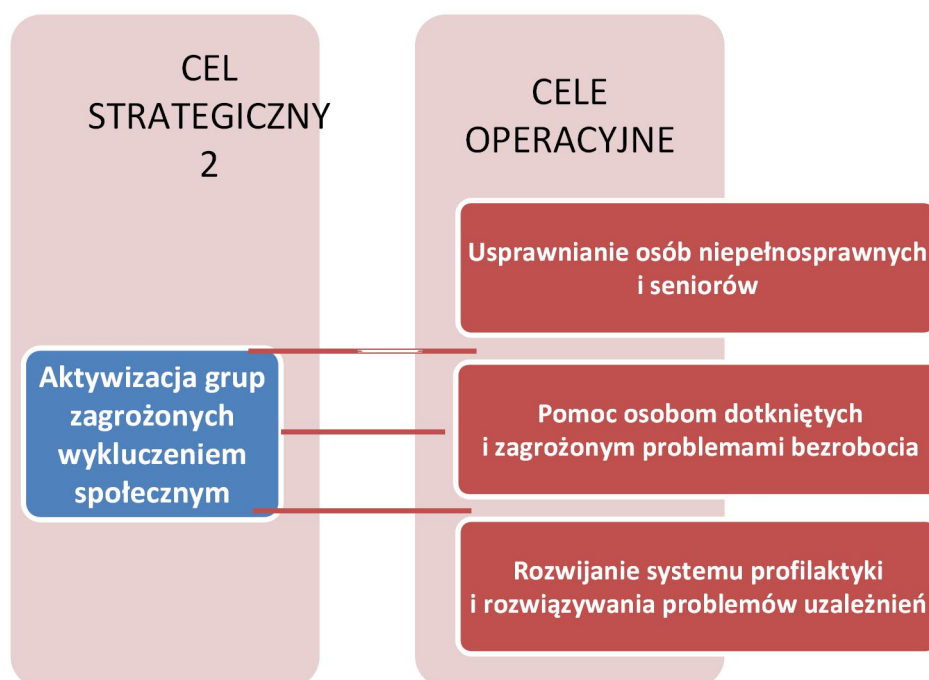 CEL
STRATEGICZNY
2
CELE
OPERACYJNE
Usprawnianie osób niepełnosprawnych
i seniorów
Aktywizacja grup
zagrożonych
wykluczeniem
społecznym
Pomoc osobom dotkniętych
i zagrożonym problemami bezrobocia
Rozwijanie systemu profilaktyki
i rozwiązywania problemów uzależnień